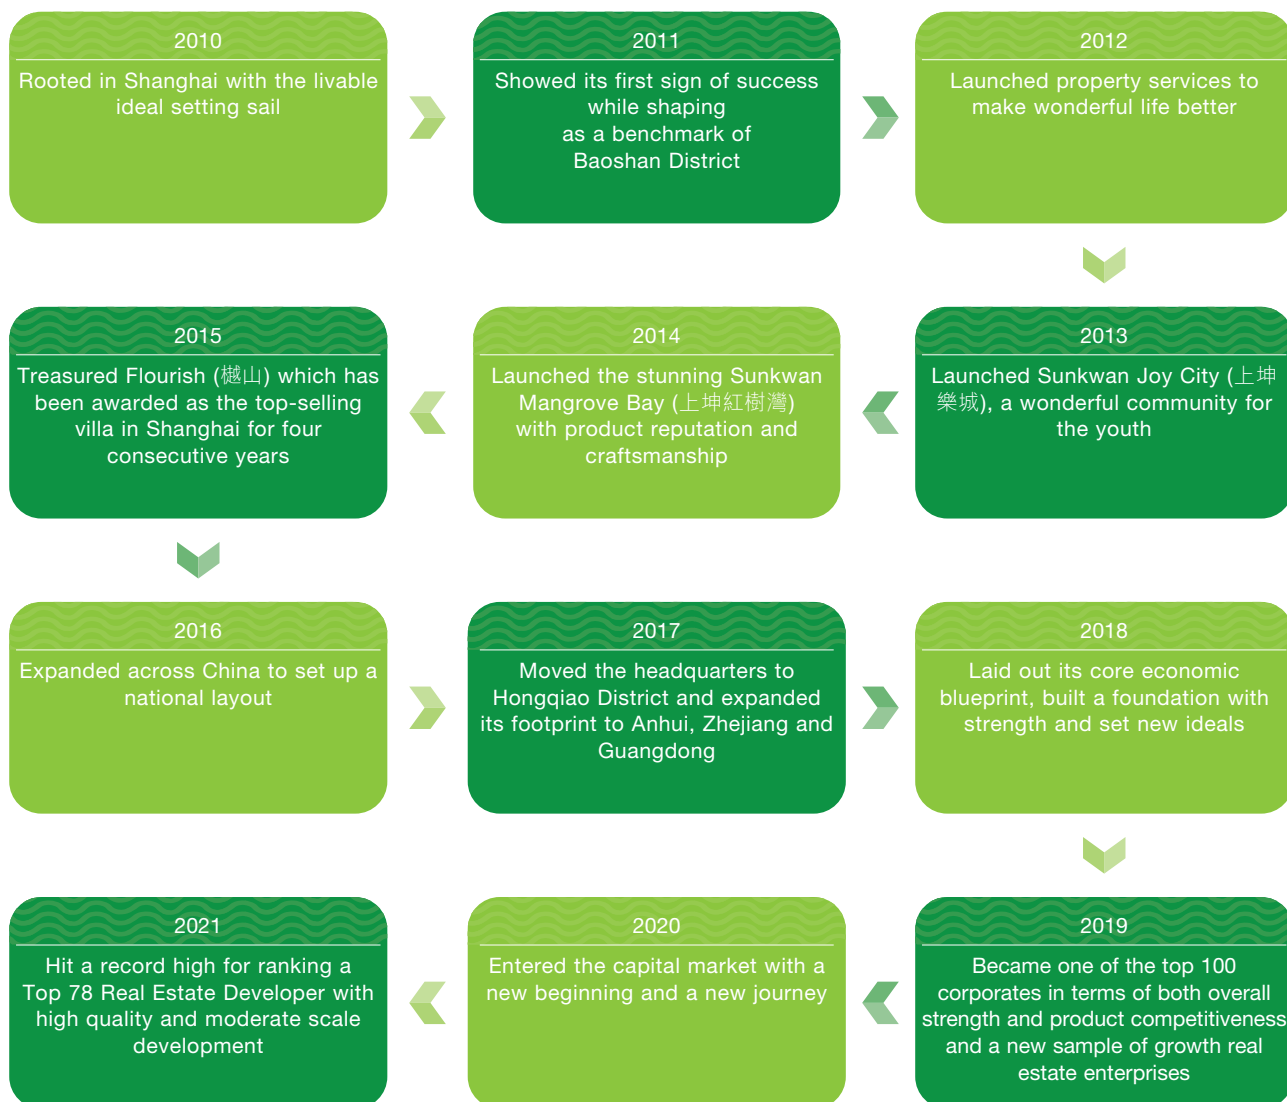 2010
Rooted in Shanghai with the livable
ideal setting sail
2011
Showed its first sign of success
while shaping
as a benchmark of
Baoshan District
2012
Launched property services to
make wonderful life better
2013
Launched Sunkwan Joy City (上坤
樂城), a wonderful community for
the youth
2014
Launched the stunning Sunkwan
Mangrove Bay (上坤紅樹灣)
with product reputation and
craftsmanship
2015
Treasured Flourish (樾山) which has
been awarded as the top-selling
villa in Shanghai for four
consecutive years
2016
Expanded across China to set up a
national layout
2017
Moved the headquarters to
Hongqiao District and expanded
its footprint to Anhui, Zhejiang and
Guangdong
2018
Laid out its core economic
blueprint, built a foundation with
strength and set new ideals
2019
Became one of the top 100
corporates in terms of both overall
strength and product competitiveness
and a new sample of growth real
estate enterprises
2020
Entered the capital market with a
new beginning and a new journey
2021
Hit a record high for ranking a
Top 78 Real Estate Developer with
high quality and moderate scale
development